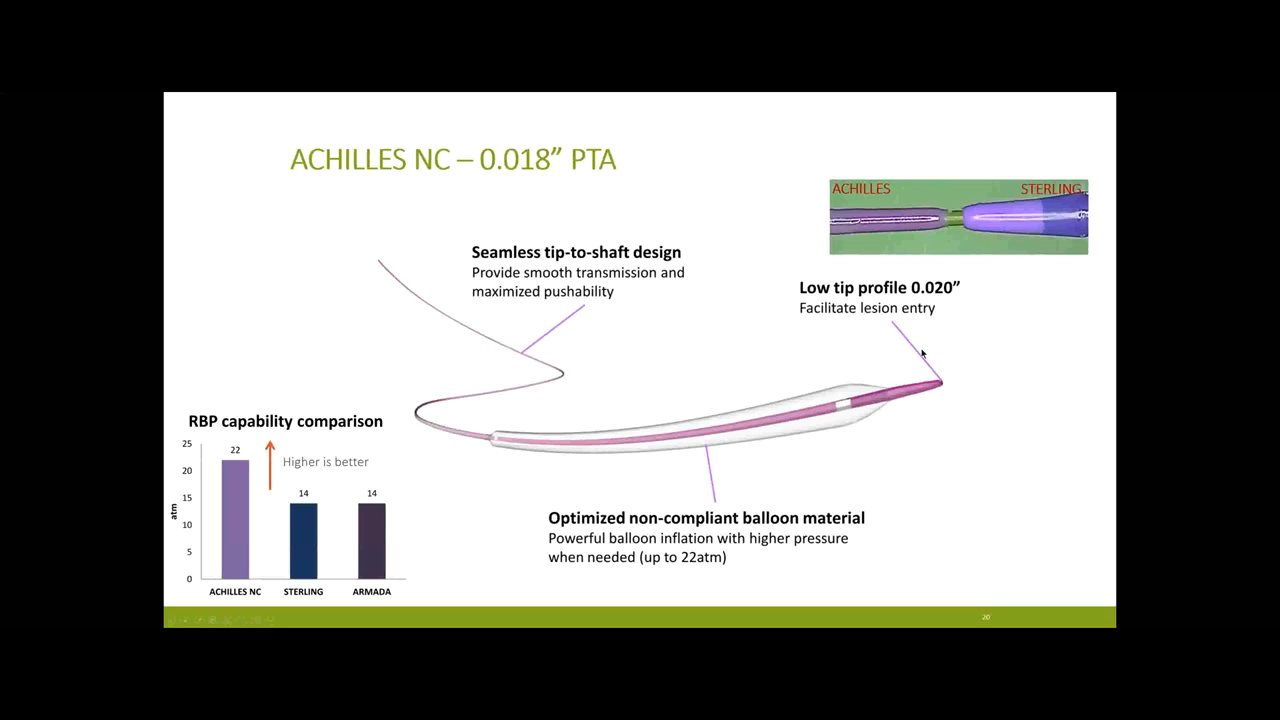 ACHILLES NC – 0.018” PTA
ACHILLES
STERLING
Seamless tip-to-shaft design
Provide smooth transmission and
maximized pushability
Low tip profile 0.020”
Facilitate lesion entry
RBP capability comparison
25
20
15
10
5
0
atm
22
14
14
Higher is better
ACHILLES NC
STERLING
ARMADA
Optimized non-compliant balloon material
Powerful balloon inflation with higher pressure
when needed (up to 22atm)
20